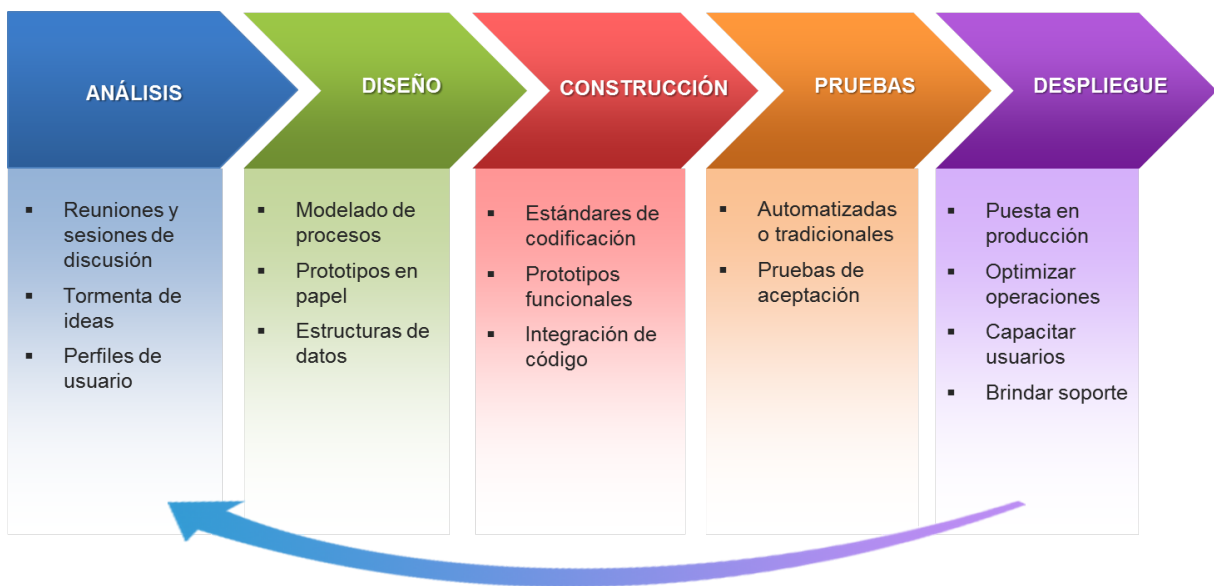 ANÁLISIS
DISEÑO
CONSTRUCCIÓN
PRUEBAS
DESPLIEGUE
▪ Reuniones y
sesiones de
discusión
▪ Tormenta de
ideas
▪ Perfiles de
usuario
▪ Modelado de
procesos
▪ Prototipos en
papel
▪ Estructuras de
datos
▪ Estándares de
codificación
▪ Prototipos
funcionales
▪ Integración de
código
▪ Automatizadas
o tradicionales
▪ Pruebas de
aceptación
▪ Puesta en
producción
▪ Optimizar
operaciones
▪ Capacitar
usuarios
▪ Brindar soporte